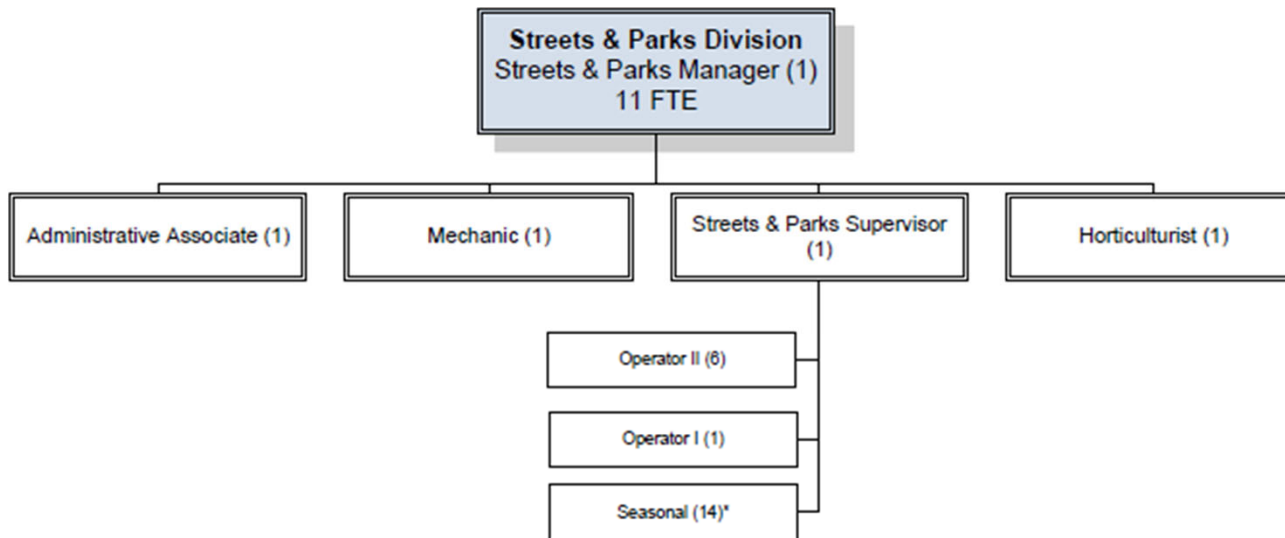 Streets & Parks Division
Streets & Parks Manager (1)
11 FTE
Administrative Associate (1)
Mechanic (1)
Streets & Parks Supervisor
(1)
Horticulturist (1)
Operator II (6)
Operator I (1)
Seasonal (14)*